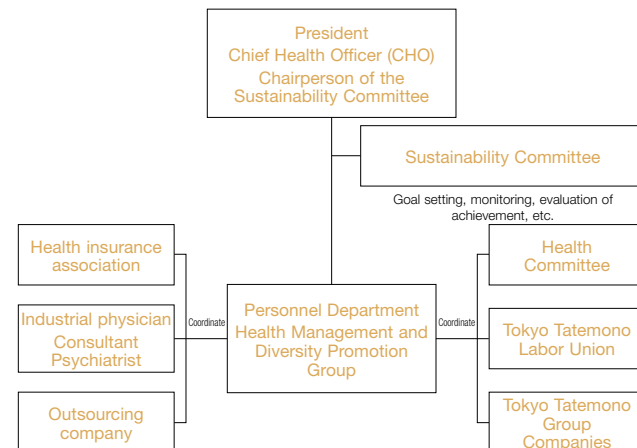 President
Chief Health Officer (CHO)
Chairperson of the
Sustainability Committee
Sustainability Committee
Goal setting, monitoring, evaluation of
achievement, etc.
Health insurance
association
Industrial physician
Consultant
Psychiatrist
Outsourcing
company
Coordinate
Personnel Department
Health Management and
Diversity Promotion
Group
Coordinate
Health
Committee
Tokyo Tatemono
Labor Union
Tokyo Tatemono
Group
Companies